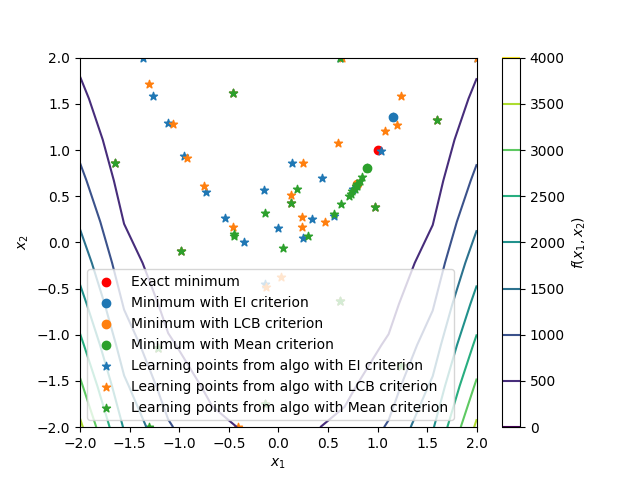 2.0
1.5
1.0
0.5
0.0
−0.5
−1.0
−1.5
−2.0
x₂
−2.0 −1.5 −1.0 −0.5 0.0 0.5 1.0 1.5 2.0
x₁
Exact minimum
Minimum with EI criterion
Minimum with LCB criterion
Minimum with Mean criterion
Learning points from algo with EI criterion
Learning points from algo with LCB criterion
Learning points from algo with Mean criterion
4000
3500
3000
2500
2000
1500
1000
500
0
f(x₁, x₂)